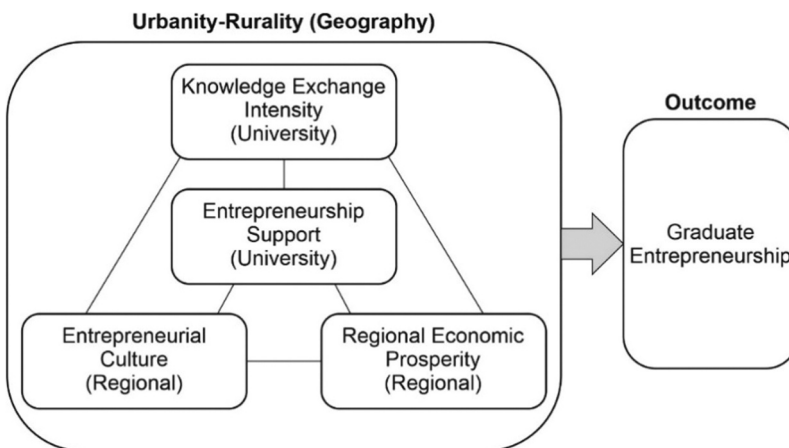 Urbanity-Rurality (Geography)
Knowledge Exchange
Intensity
(University)
Entrepreneurship
Support
(University)
Entrepreneurial
Culture
(Regional)
Regional Economic
Prosperity
(Regional)
Outcome
Graduate
Entrepreneurship